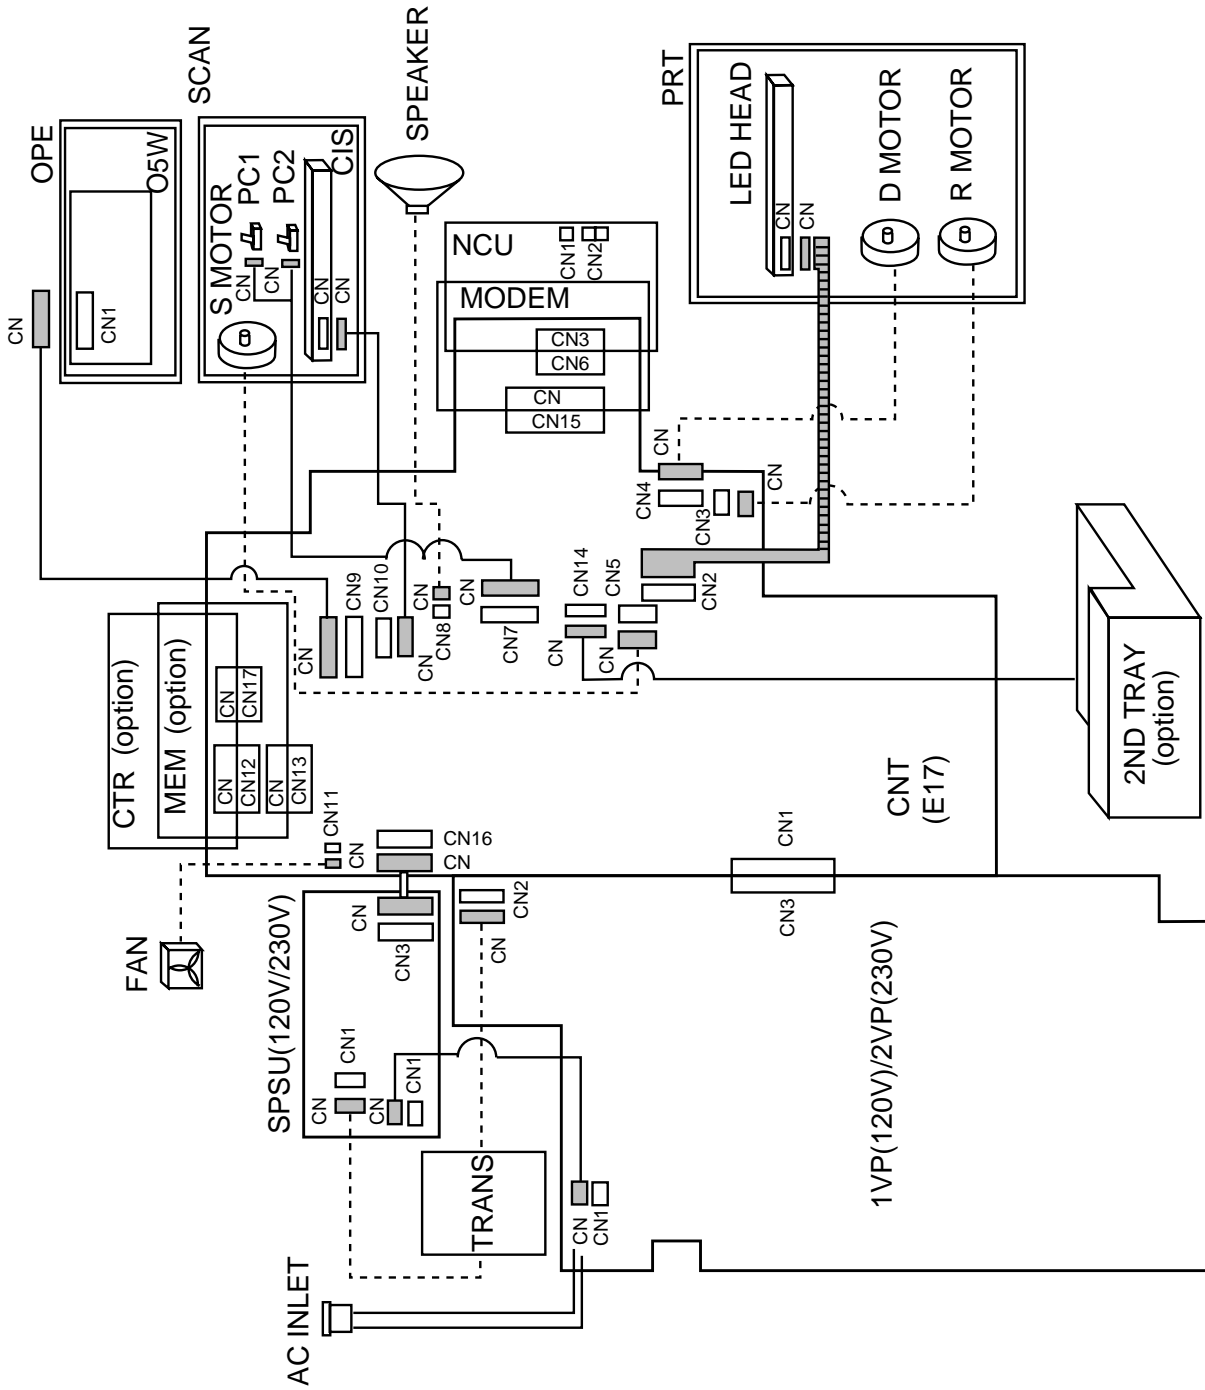 AC INLET
FAN
SPSU(120V/230V)
CN
CN1
CN
CN1
CN
CN3
TRANS
CN
CN1
CN
CN2
CTR (option)
MEM (option)
CN
CN17
CN
CN12
CN
CN13
CN11
CN
CN16
CN
CN
CN9
CN10
CN
CN
CN8
CN
CN7
CN14
CN
CN5
CN
CN2
CN1
CN3
CNT
(E17)
1VP(120V)/2VP(230V)
OPE
O5W
CN
CN1
SCAN
S MOTOR
PC1
PC2
CN
CN
CN
CN
CIS
SPEAKER
NCU
CN1
CN2
MODEM
CN3
CN6
CN
CN15
CN
CN4
CN3
CN
PRT
LED HEAD
CN
CN
D MOTOR
R MOTOR
2ND TRAY
(option)